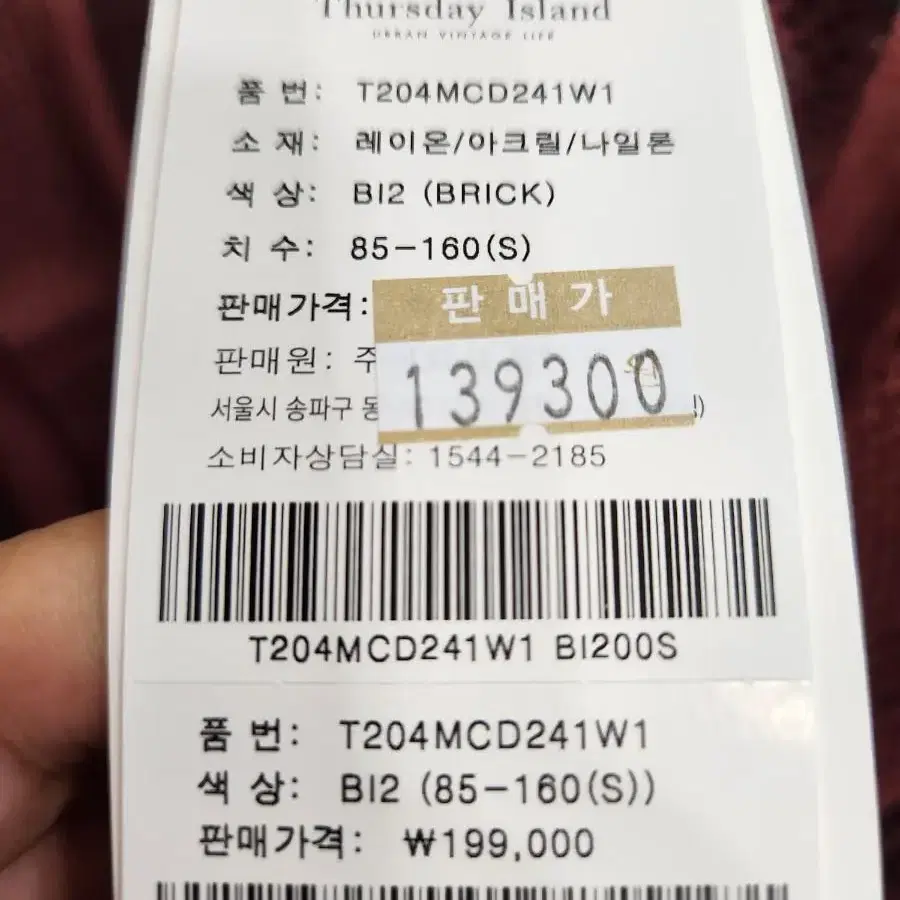 Thursday Island
URBAN VINTAGE LIFE
품 번: T204MCD241W1
소 재: 레이온/아크릴/나일론
색 상: BI2 (BRICK)
치 수: 85-160(S)
판매가격: 판 매 가
판매원: 주
139300
서울시 송파구
소비자상담실: 1544-2185
T204MCD241W1 BI200S
품 번: T204MCD241W1
색 상: BI2 (85-160(S))
판매가격: ₩199,000